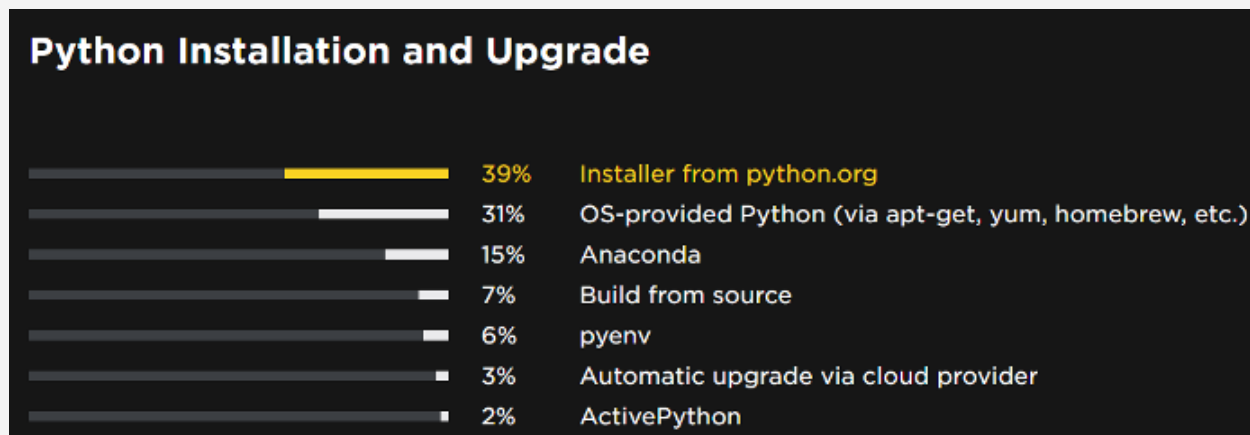 Python Installation and Upgrade
39% Installer from python.org
31% OS-provided Python (via apt-get, yum, homebrew, etc.)
15% Anaconda
7% Build from source
6% pyenv
3% Automatic upgrade via cloud provider
2% ActivePython